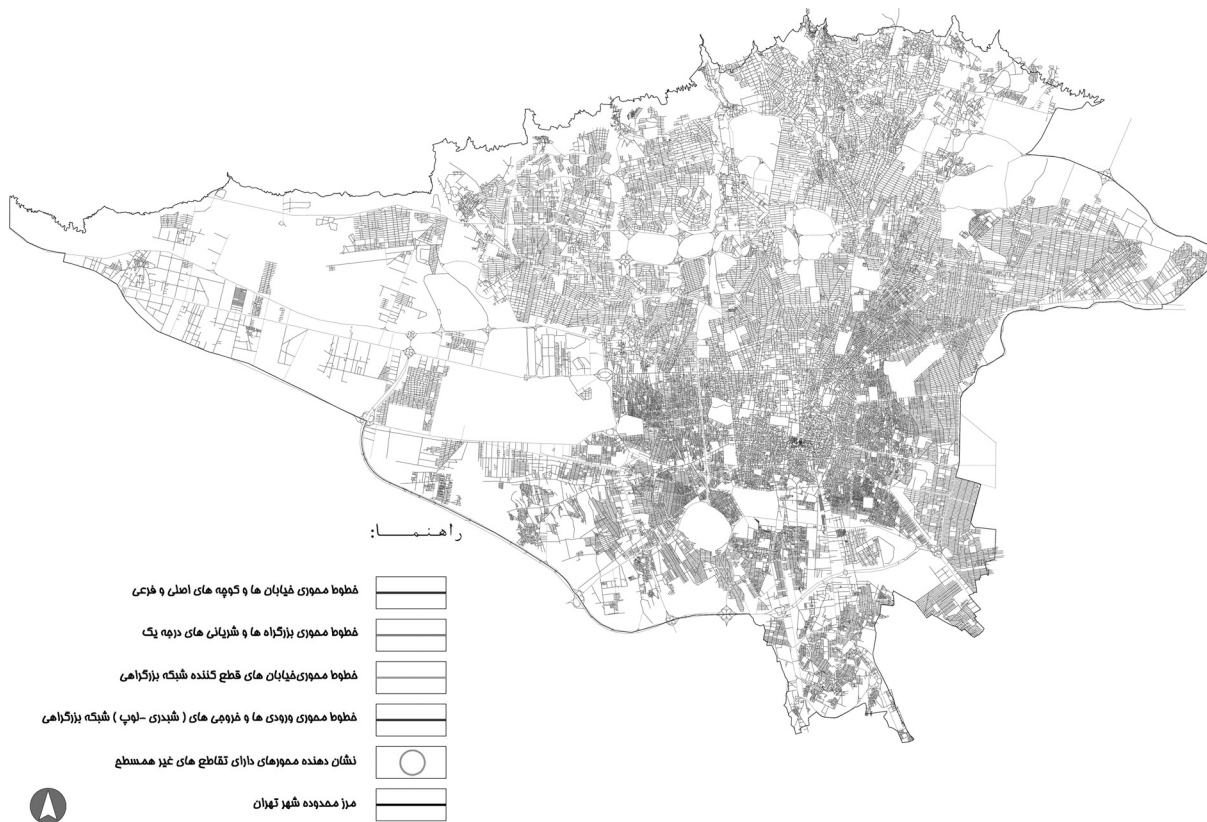 راهنمـــا:
خطوط محوری خیابان ها و کوچه های اصلی و فرعی
خطوط محوری بزرگراه ها و شریانی های درجه یک
خطوط محوری‌خیابان های قطع کننده شبکه بزرگراهی
خطوط محوری ورودی ها و خروجی های ( شبدری -لوپ ) شبکه بزرگراهی
نشان دهنده محورهای دارای تقاطع های غیر همسطح
مرز محدوده شهر تهران